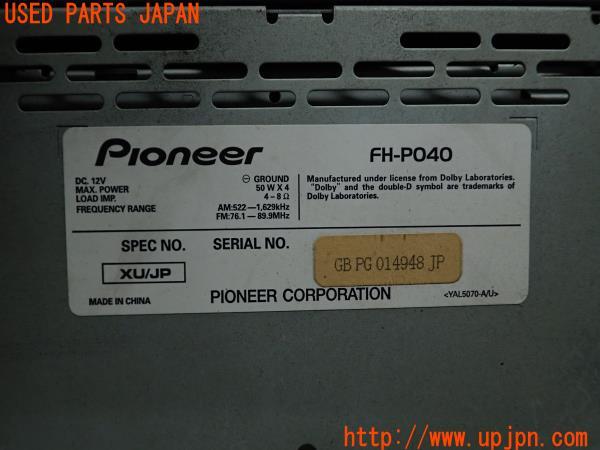 USED PARTS JAPAN
Pioneer
FH-P040
DC. 12V ⊖ GROUND
MAX. POWER 50 W X 4
LOAD IMP. 4 – 8 Ω
FREQUENCY RANGE AM:522 – 1,629kHz
FM:76.1 – 89.9MHz
Manufactured under license from Dolby Laboratories.
"Dolby" and the double-D symbol are trademarks of
Dolby Laboratories.
SPEC NO. SERIAL NO.
XU/JP
GB PG 014948 JP
MADE IN CHINA
PIONEER CORPORATION
<YAL5070-A/U>
UPJ
http://www.upjpn.com/